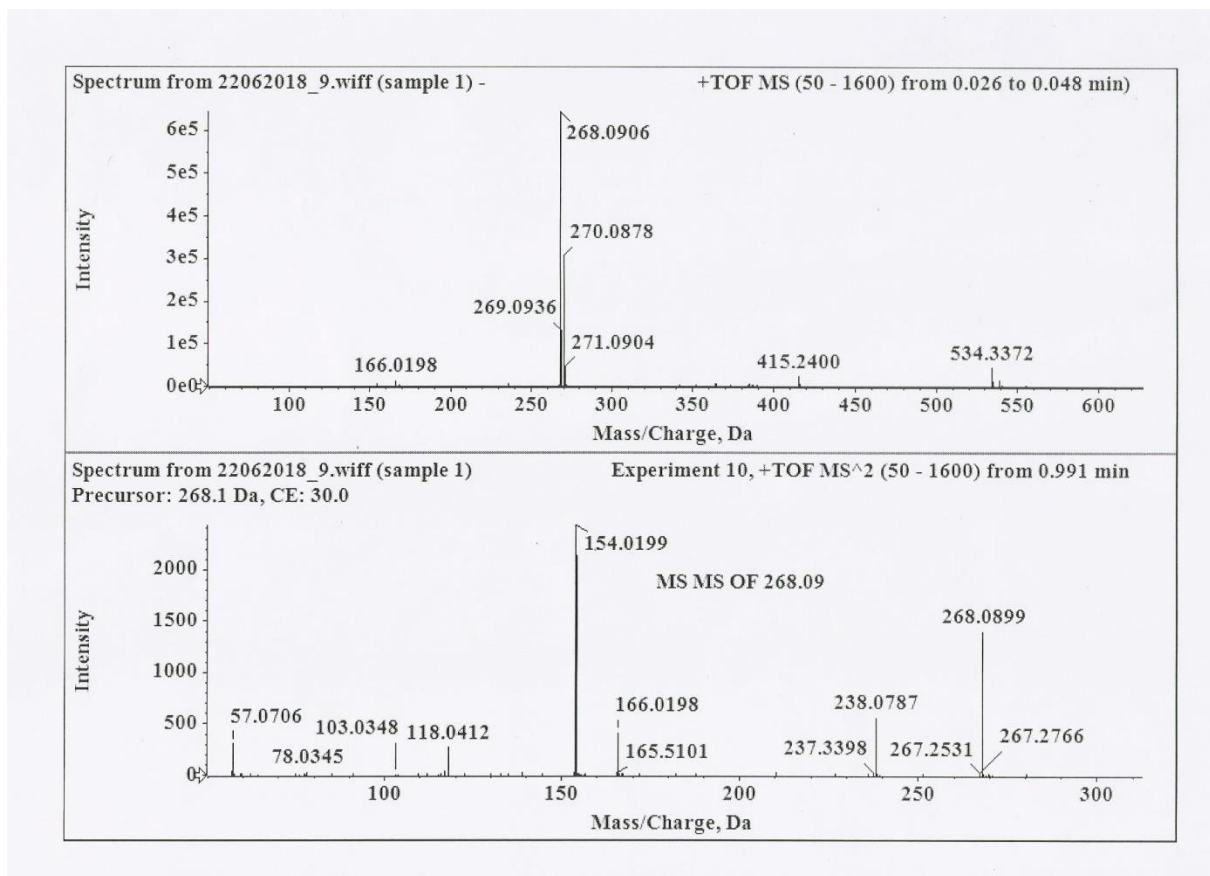 Spectrum from 22062018_9.wiff (sample 1) -
+TOF MS (50 - 1600) from 0.026 to 0.048 min)
6e5
5e5
4e5
3e5
2e5
1e5
0e0
Intensity
268.0906
270.0878
269.0936
271.0904
166.0198
415.2400
534.3372
100 150 200 250 300 350 400 450 500 550 600
Mass/Charge, Da
Spectrum from 22062018_9.wiff (sample 1)
Experiment 10, +TOF MS^2 (50 - 1600) from 0.991 min
Precursor: 268.1 Da, CE: 30.0
2000
1500
1000
500
0
Intensity
154.0199
MS MS OF 268.09
268.0899
57.0706
103.0348
118.0412
78.0345
166.0198
165.5101
238.0787
237.3398
267.2531
267.2766
100 150 200 250 300
Mass/Charge, Da